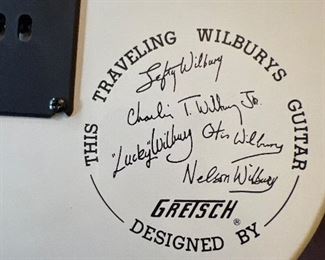 THIS TRAVELING WILBURYS GUITAR
Lefty Wilbury
Charlie T. Wilbury Jr.
"Lucky" Wilbury Otis Wilbury
Nelson Wilbury
GRETSCH®
DESIGNED BY